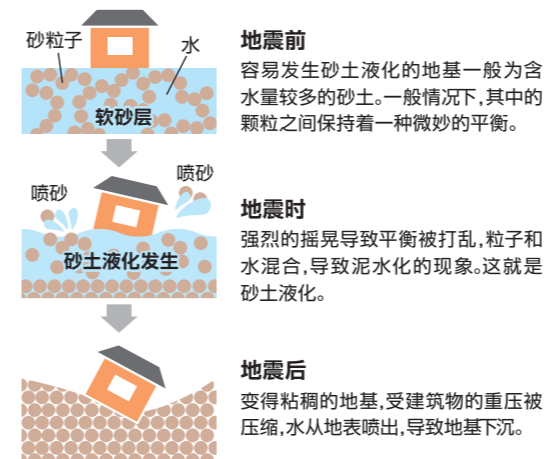 砂粒子
水
软砂层
地震前
容易发生砂土液化的地基一般为含
水量较多的砂土。一般情况下,其中的
颗粒之间保持着一种微妙的平衡。
喷砂
喷砂
砂土液化发生
地震时
强烈的摇晃导致平衡被打乱,粒子和
水混合,导致泥水化的现象。这就是
砂土液化。
地震后
变得粘稠的地基,受建筑物的重压被
压缩,水从地表喷出,导致地基下沉。